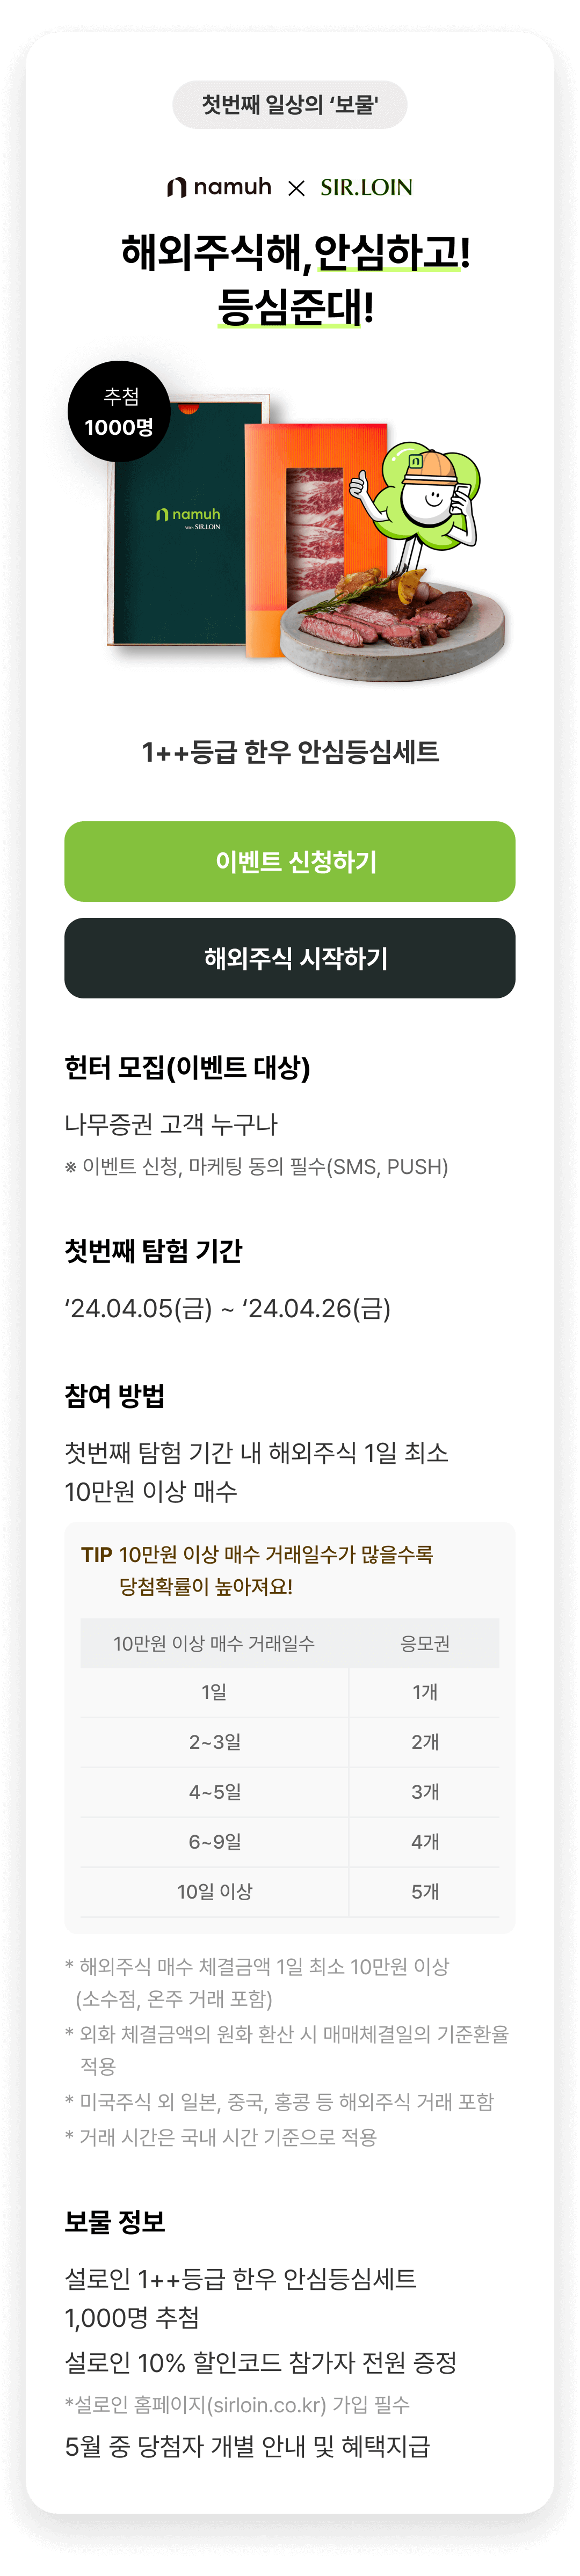 첫번째 일상의 ‘보물'
namuh × SIR.LOIN
해외주식해,안심하고!
등심준대!
추첨
1000명
namuh
With SIR.LOIN
1++등급 한우 안심등심세트
이벤트 신청하기
해외주식 시작하기
헌터 모집(이벤트 대상)
나무증권 고객 누구나
※ 이벤트 신청, 마케팅 동의 필수(SMS, PUSH)
첫번째 탐험 기간
‘24.04.05(금) ~ ‘24.04.26(금)
참여 방법
첫번째 탐험 기간 내 해외주식 1일 최소
10만원 이상 매수
TIP 10만원 이상 매수 거래일수가 많을수록
당첨확률이 높아져요!
10만원 이상 매수 거래일수 응모권
1일 1개
2~3일 2개
4~5일 3개
6~9일 4개
10일 이상 5개
* 해외주식 매수 체결금액 1일 최소 10만원 이상
(소수점, 온주 거래 포함)
* 외화 체결금액의 원화 환산 시 매매체결일의 기준환율
적용
* 미국주식 외 일본, 중국, 홍콩 등 해외주식 거래 포함
* 거래 시간은 국내 시간 기준으로 적용
보물 정보
설로인 1++등급 한우 안심등심세트
1,000명 추첨
설로인 10% 할인코드 참가자 전원 증정
*설로인 홈페이지(sirloin.co.kr) 가입 필수
5월 중 당첨자 개별 안내 및 혜택지급